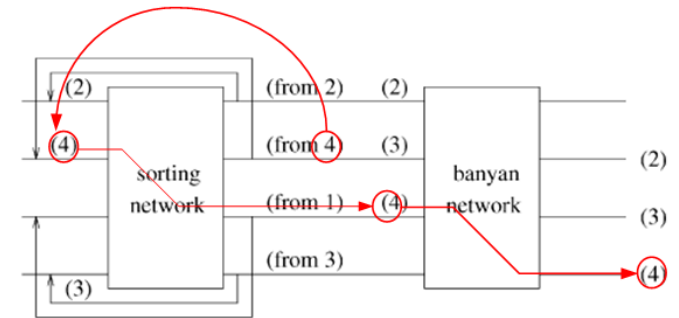 (2) (from 2) (2)
(4) (from 4) (3)
(2)
sorting network
banyan network
(from 1) (4)
(3)
(from 3)
(4)
(3)